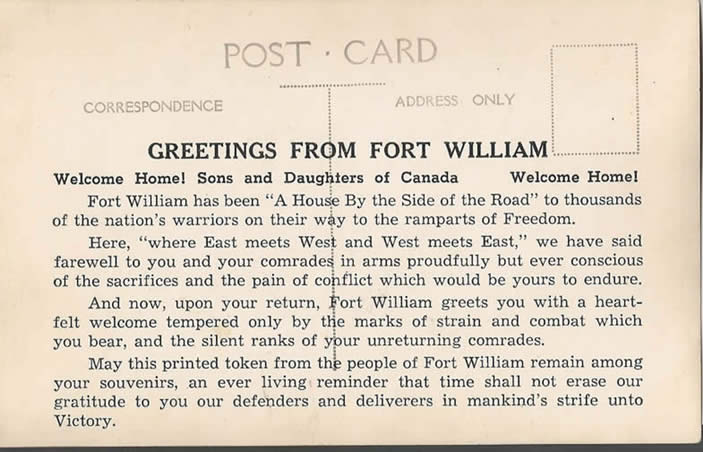 POST · CARD
CORRESPONDENCE ADDRESS ONLY
GREETINGS FROM FORT WILLIAM
Welcome Home! Sons and Daughters of Canada Welcome Home!
Fort William has been "A House By the Side of the Road" to thousands
of the nation's warriors on their way to the ramparts of Freedom.
Here, "where East meets West and West meets East," we have said
farewell to you and your comrades in arms proudfully but ever conscious
of the sacrifices and the pain of conflict which would be yours to endure.
And now, upon your return, Fort William greets you with a heart-
felt welcome tempered only by the marks of strain and combat which
you bear, and the silent ranks of your unreturning comrades.
May this printed token from the people of Fort William remain among
your souvenirs, an ever living reminder that time shall not erase our
gratitude to you our defenders and deliverers in mankind's strife unto
Victory.